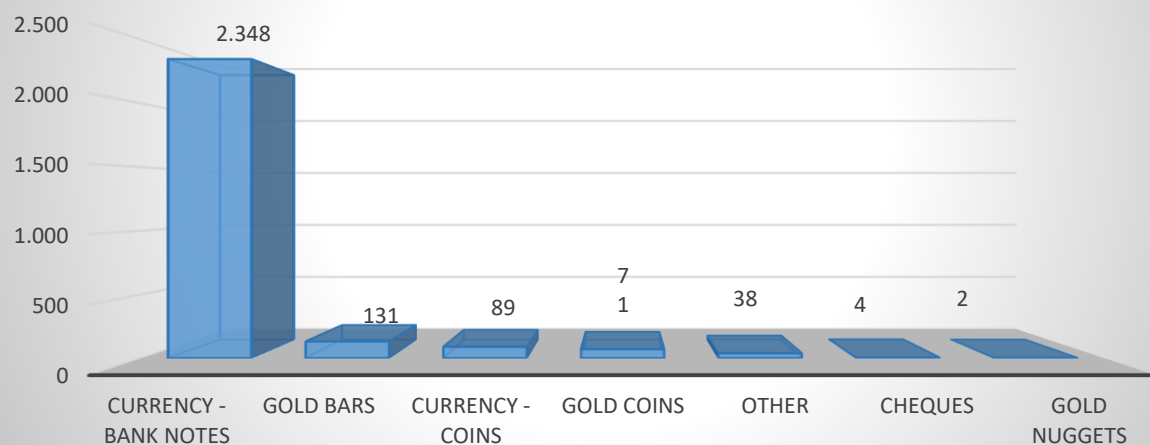 2.500
2.000
1.500
1.000
500
0
2.348
131
89
7
1
38
4
2
CURRENCY -
BANK NOTES
GOLD BARS
CURRENCY -
COINS
GOLD COINS
OTHER
CHEQUES
GOLD
NUGGETS